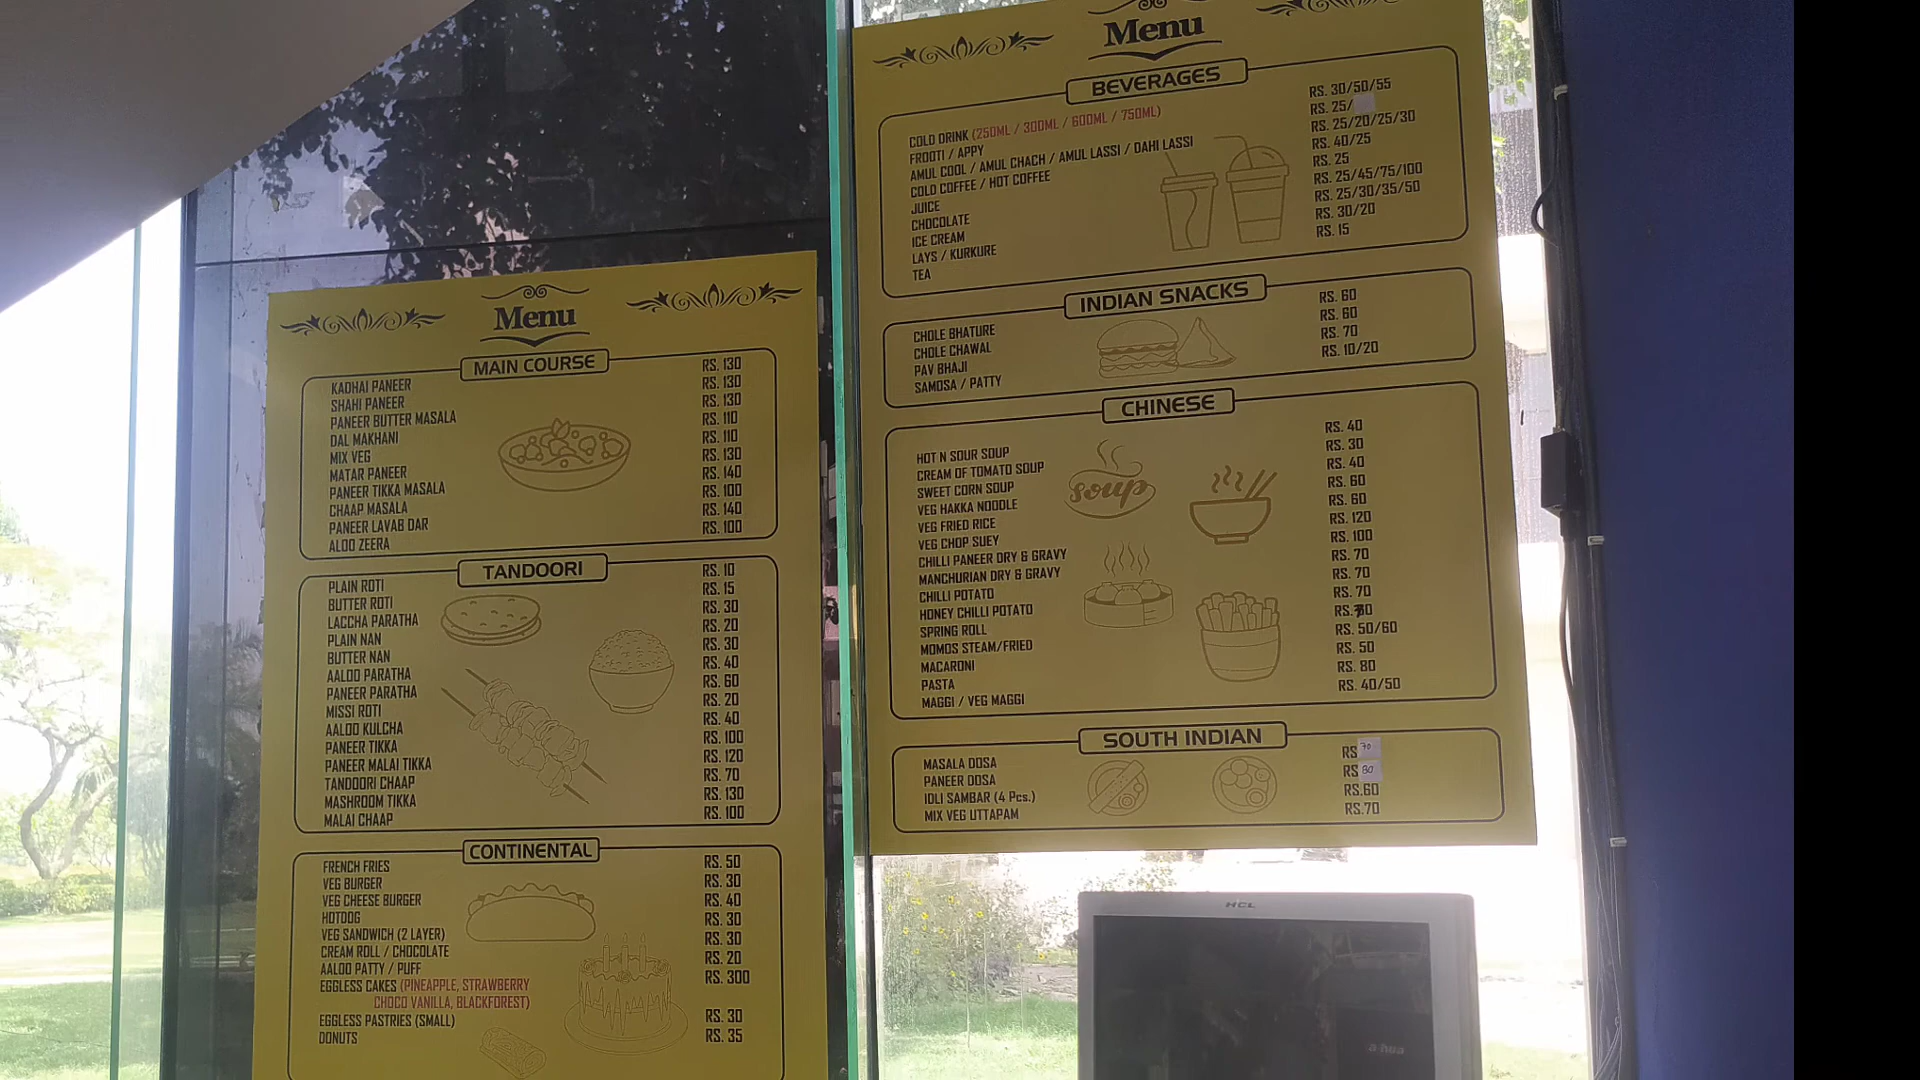 Menu
MAIN COURSE
KADHAI PANEER RS. 130
SHAHI PANEER RS. 130
PANEER BUTTER MASALA RS. 130
DAL MAKHANI RS. 110
MIX VEG RS. 110
MATAR PANEER RS. 130
PANEER TIKKA MASALA RS. 140
CHAAP MASALA RS. 100
PANEER LAVAB DAR RS. 140
ALOO ZEERA RS. 100
TANDOORI
PLAIN ROTI RS. 10
BUTTER ROTI RS. 15
LACCHA PARATHA RS. 30
PLAIN NAN RS. 20
BUTTER NAN RS. 30
AALOO PARATHA RS. 40
PANEER PARATHA RS. 60
MISSI ROTI RS. 20
AALOO KULCHA RS. 40
PANEER TIKKA RS. 100
PANEER MALAI TIKKA RS. 120
TANDOORI CHAAP RS. 70
MASHROOM TIKKA RS. 130
MALAI CHAAP RS. 100
CONTINENTAL
FRENCH FRIES RS. 50
VEG BURGER RS. 30
VEG CHEESE BURGER RS. 40
HOTDOG RS. 30
VEG SANDWICH (2 LAYER) RS. 30
CREAM ROLL / CHOCOLATE RS. 20
AALOO PATTY / PUFF RS. 300
EGGLESS CAKES (PINEAPPLE, STRAWBERRY
CHOCO VANILLA, BLACKFOREST)
EGGLESS PASTRIES (SMALL) RS. 30
DONUTS RS. 35
Menu
BEVERAGES
COLD DRINK (250ML / 300ML / 600ML / 750ML) RS. 30/50/55
FROOTI / APPY RS. 25/
AMUL COOL / AMUL CHACH / AMUL LASSI / DAHI LASSI RS. 25/20/25/30
COLD COFFEE / HOT COFFEE RS. 40/25
JUICE RS. 25
CHOCOLATE RS. 25/45/75/100
ICE CREAM RS. 25/30/35/50
LAYS / KURKURE RS. 30/20
TEA RS. 15
INDIAN SNACKS
CHOLE BHATURE RS. 60
CHOLE CHAWAL RS. 60
PAV BHAJI RS. 70
SAMOSA / PATTY RS. 10/20
CHINESE
HOT N SOUR SOUP RS. 40
CREAM OF TOMATO SOUP RS. 30
SWEET CORN SOUP RS. 40
VEG HAKKA NOODLE RS. 60
VEG FRIED RICE RS. 60
VEG CHOP SUEY RS. 120
CHILLI PANEER DRY & GRAVY RS. 100
MANCHURIAN DRY & GRAVY RS. 70
CHILLI POTATO RS. 70
HONEY CHILLI POTATO RS. 70
SPRING ROLL RS.
MOMOS STEAM/FRIED RS. 50/60
MACARONI RS. 50
PASTA RS. 80
MAGGI / VEG MAGGI RS. 40/50
soup
SOUTH INDIAN
MASALA DOSA RS 70
PANEER DOSA RS 80
IDLI SAMBAR (4 Pcs.) RS.60
MIX VEG UTTAPAM RS.70
HCL